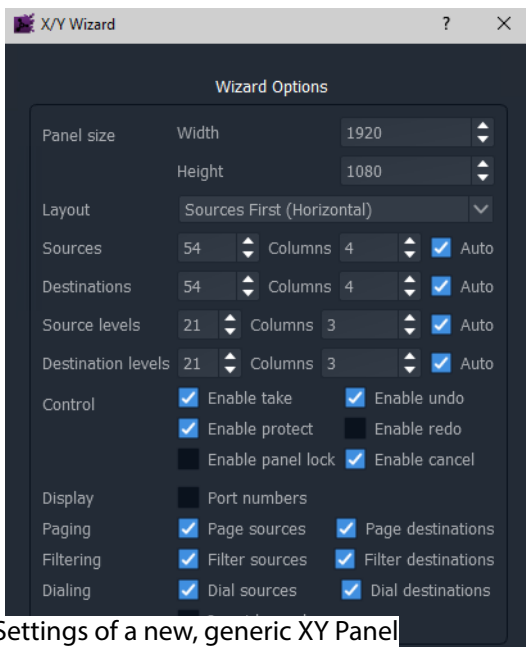 X/Y Wizard ? ×
Wizard Options
Panel size Width 1920
Height 1080
Layout Sources First (Horizontal)
Sources 54 Columns 4 Auto
Destinations 54 Columns 4 Auto
Source levels 21 Columns 3 Auto
Destination levels 21 Columns 3 Auto
Control Enable take Enable undo
Enable protect Enable redo
Enable panel lock Enable cancel
Display Port numbers
Paging Page sources Page destinations
Filtering Filter sources Filter destinations
Dialing Dial sources Dial destinations
Settings of a new, generic XY Panel